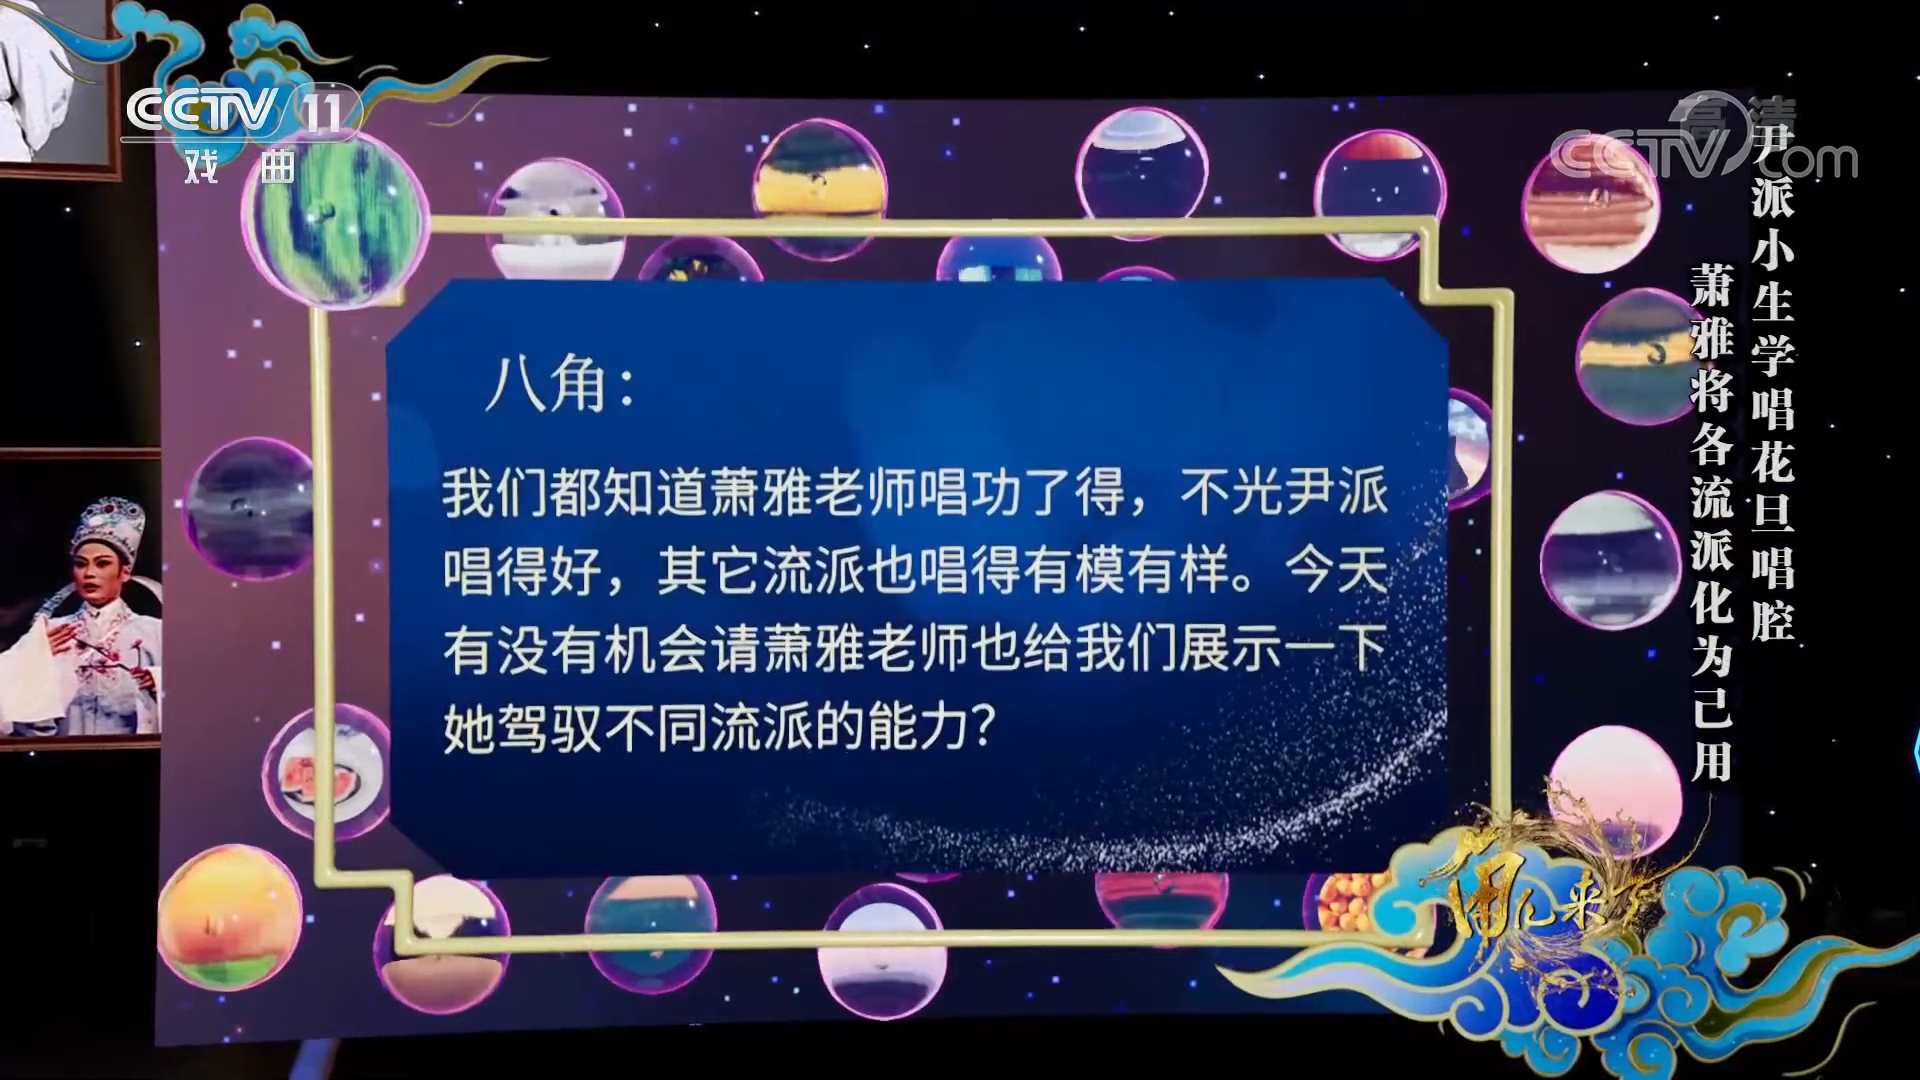 CCTV 11
戏曲
高清
CCTV.com
尹派小生学唱花旦唱腔
萧雅将各流派化为己用
八角：
我们都知道萧雅老师唱功了得，不光尹派
唱得好，其它流派也唱得有模有样。今天
有没有机会请萧雅老师也给我们展示一下
她驾驭不同流派的能力？
角儿来了